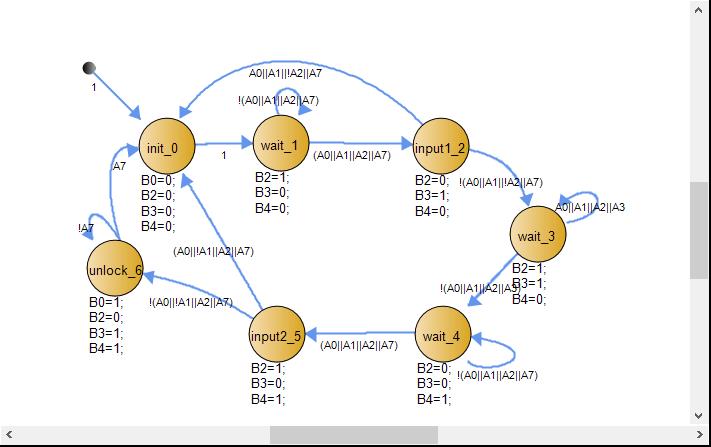 A0||A1||!A2||A7
1
!(A0||A1||A2||A7)
init_0
1
wait_1
(A0||A1||A2||A7)
input1_2
A7
B0=0;
B2=0;
B3=0;
B4=0;
B2=1;
B3=0;
B4=0;
B2=0;
B3=1;
B4=0;
!(A0||A1||!A2||A7)
A0||A1||A2||A3
!A7
wait_3
(A0||!A1||A2||A7)
unlock_6
B2=1;
B3=1;
B4=0;
B0=1;
B2=0;
B3=1;
B4=1;
!(A0||!A1||A2||A7)
!(A0||A1||A2||A3)
input2_5
(A0||A1||A2||A7)
wait_4
B2=1;
B3=0;
B4=1;
B2=0;
B3=0;
B4=1;
!(A0||A1||A2||A7)